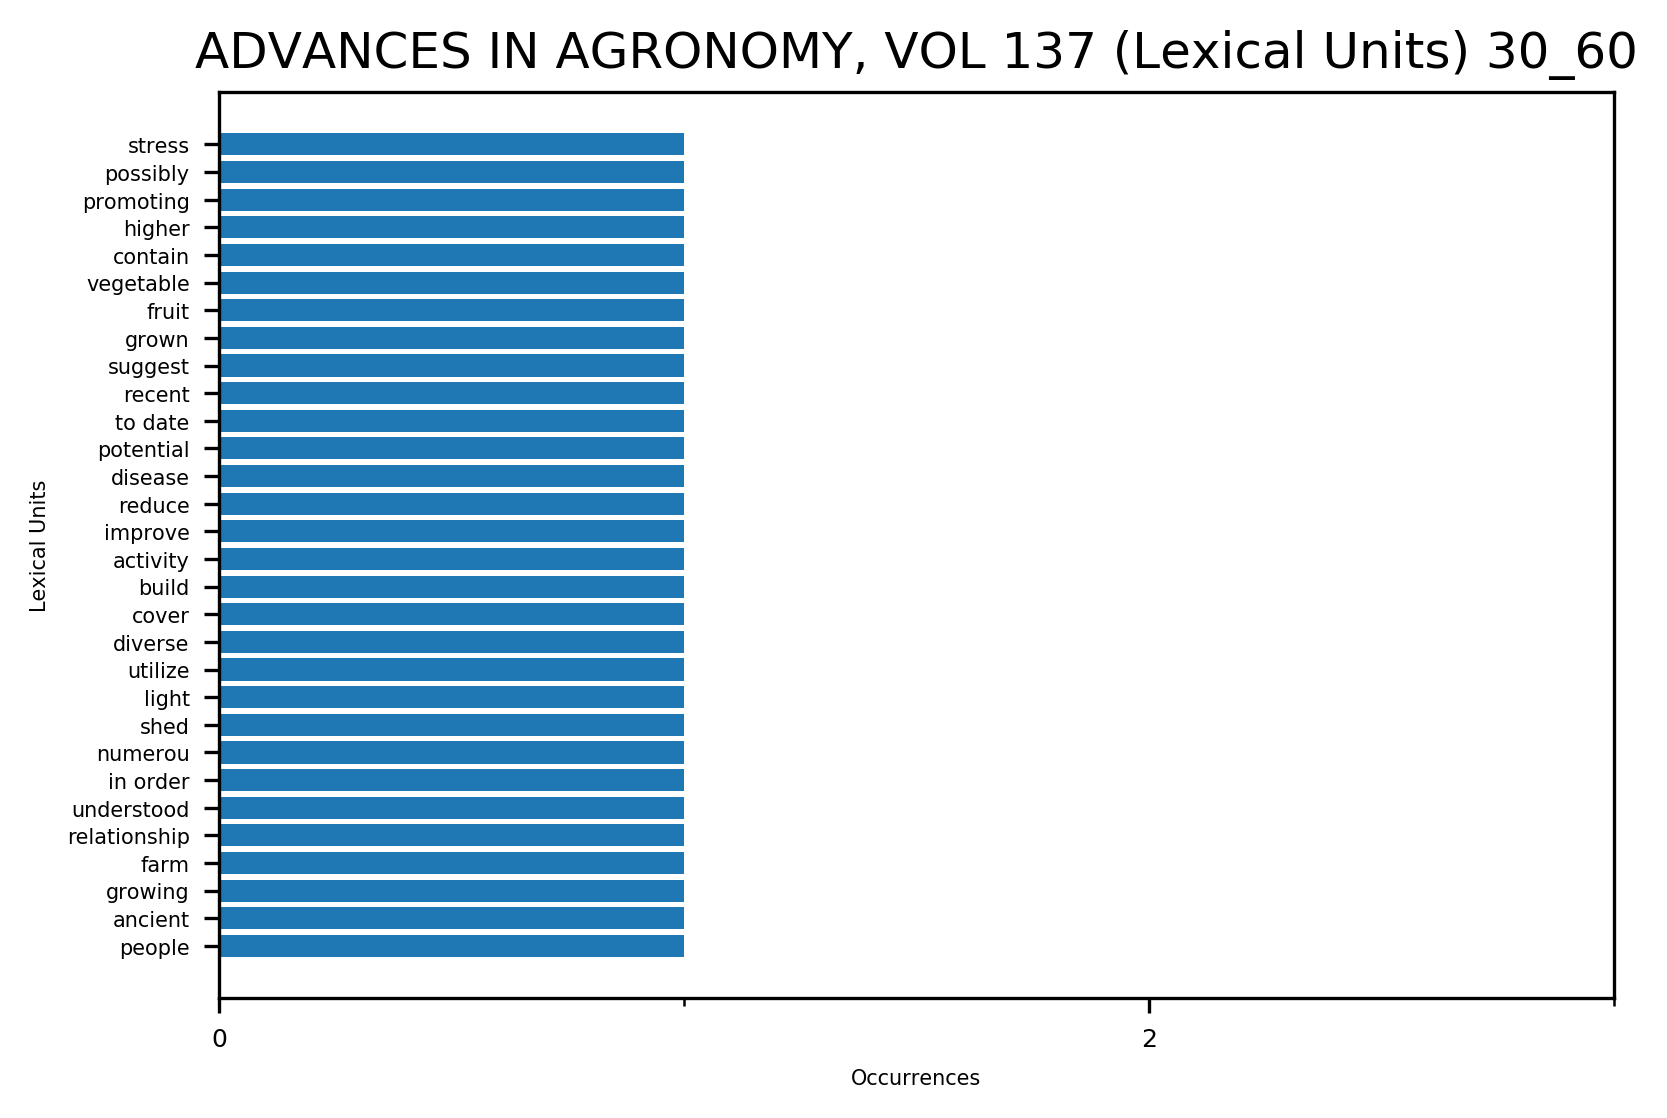 ADVANCES IN AGRONOMY, VOL 137 (Lexical Units) 30_60
stress
possibly
promoting
higher
contain
vegetable
fruit
grown
suggest
recent
to date
potential
disease
reduce
improve
activity
build
cover
diverse
utilize
light
shed
numerou
in order
understood
relationship
farm
growing
ancient
people
Lexical Units
0
2
Occurrences